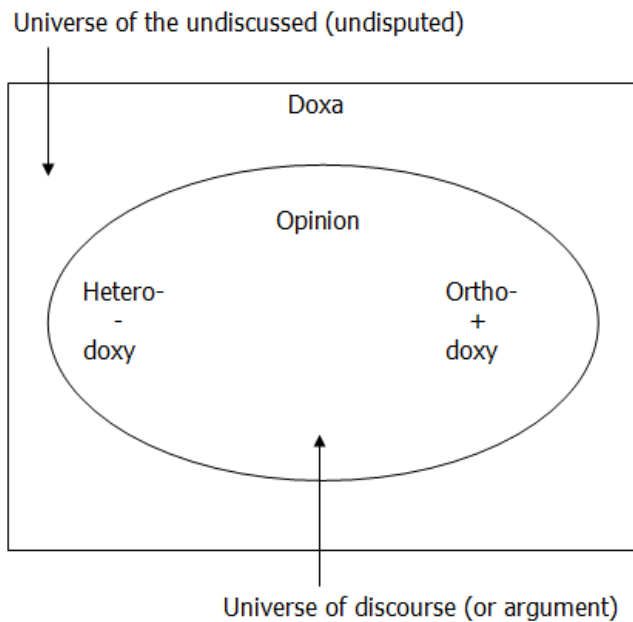 Universe of the undiscussed (undisputed)
Doxa
Opinion
Hetero-
-
doxy
Ortho-
+
doxy
Universe of discourse (or argument)